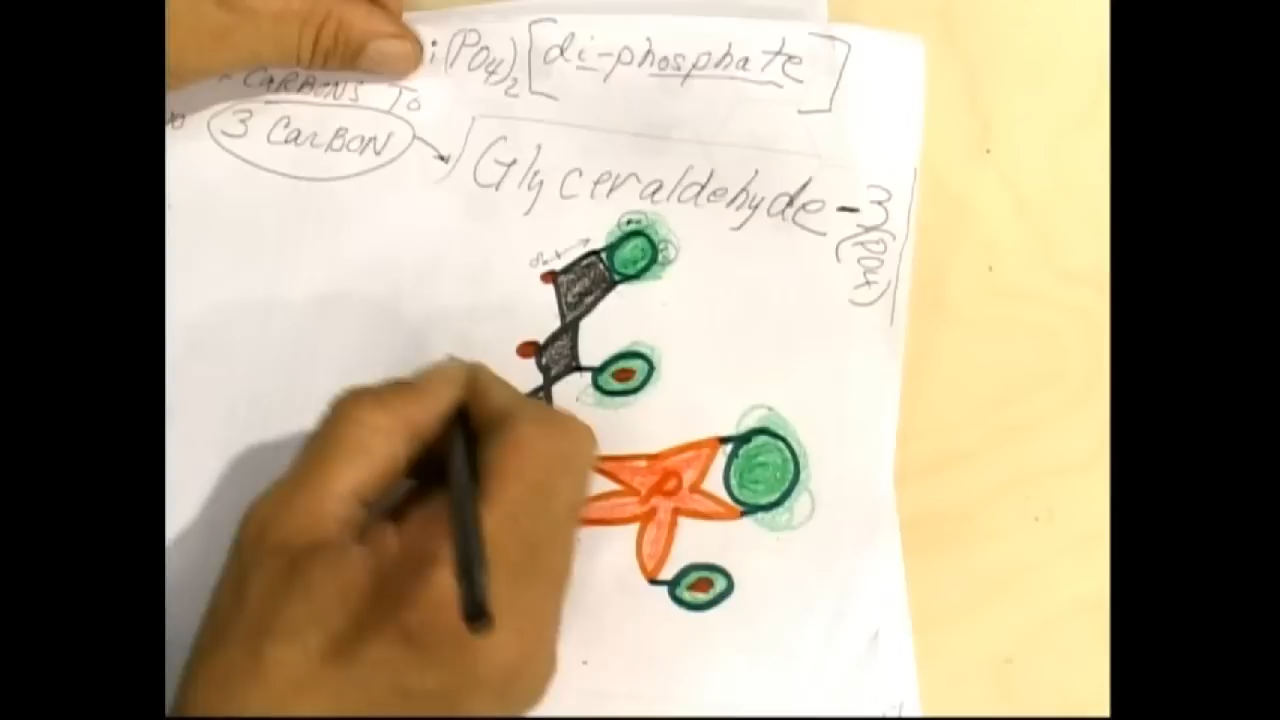 i(PO4)2 [di-phosphate]
CARBONS TO
3 CARBON
Glyceraldehyde-3
(PO4)
P